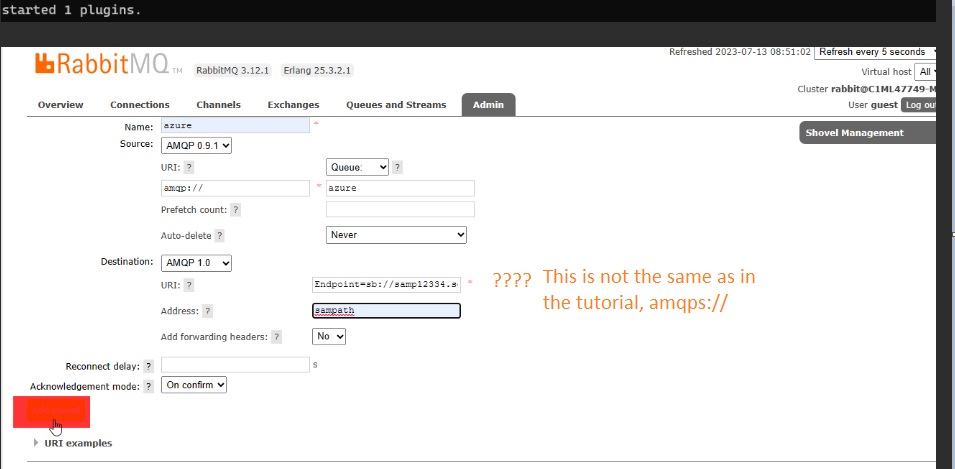 started 1 plugins.
RabbitMQ TM RabbitMQ 3.12.1 Erlang 25.3.2.1
Refreshed 2023-07-13 08:51:02 Refresh every 5 seconds
Virtual host All
Cluster rabbit@C1ML47749-M
User guest Log ou
Overview Connections Channels Exchanges Queues and Streams Admin
Name: azure *
Source: AMQP 0.9.1
Shovel Management
URI: ? Queue: ?
amqp:// * azure
Prefetch count: ?
Auto-delete ? Never
Destination: AMQP 1.0
URI: ? Endpoint=sb://samp12334.s *
???? This is not the same as in
the tutorial, amqps://
Address: ? sampath
Add forwarding headers: ? No
Reconnect delay: ? s
Acknowledgement mode: ? On confirm
URI examples